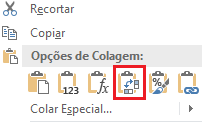 Recortar
Copiar
Opções de Colagem:
123 fx %
Colar Especial...